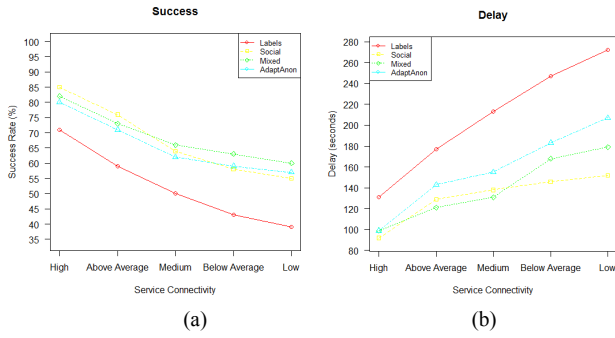 Success
100
95
90
85
80
75
70
65
60
55
50
45
40
35
Success Rate (%)
Labels
Social
Mixed
AdaptAnon
High
Above Average
Medium
Below Average
Low
Service Connectivity
(a)
Delay
280
260
240
220
200
180
160
140
120
100
80
Delay (seconds)
Labels
Social
Mixed
AdaptAnon
High
Above Average
Medium
Below Average
Low
Service Connectivity
(b)